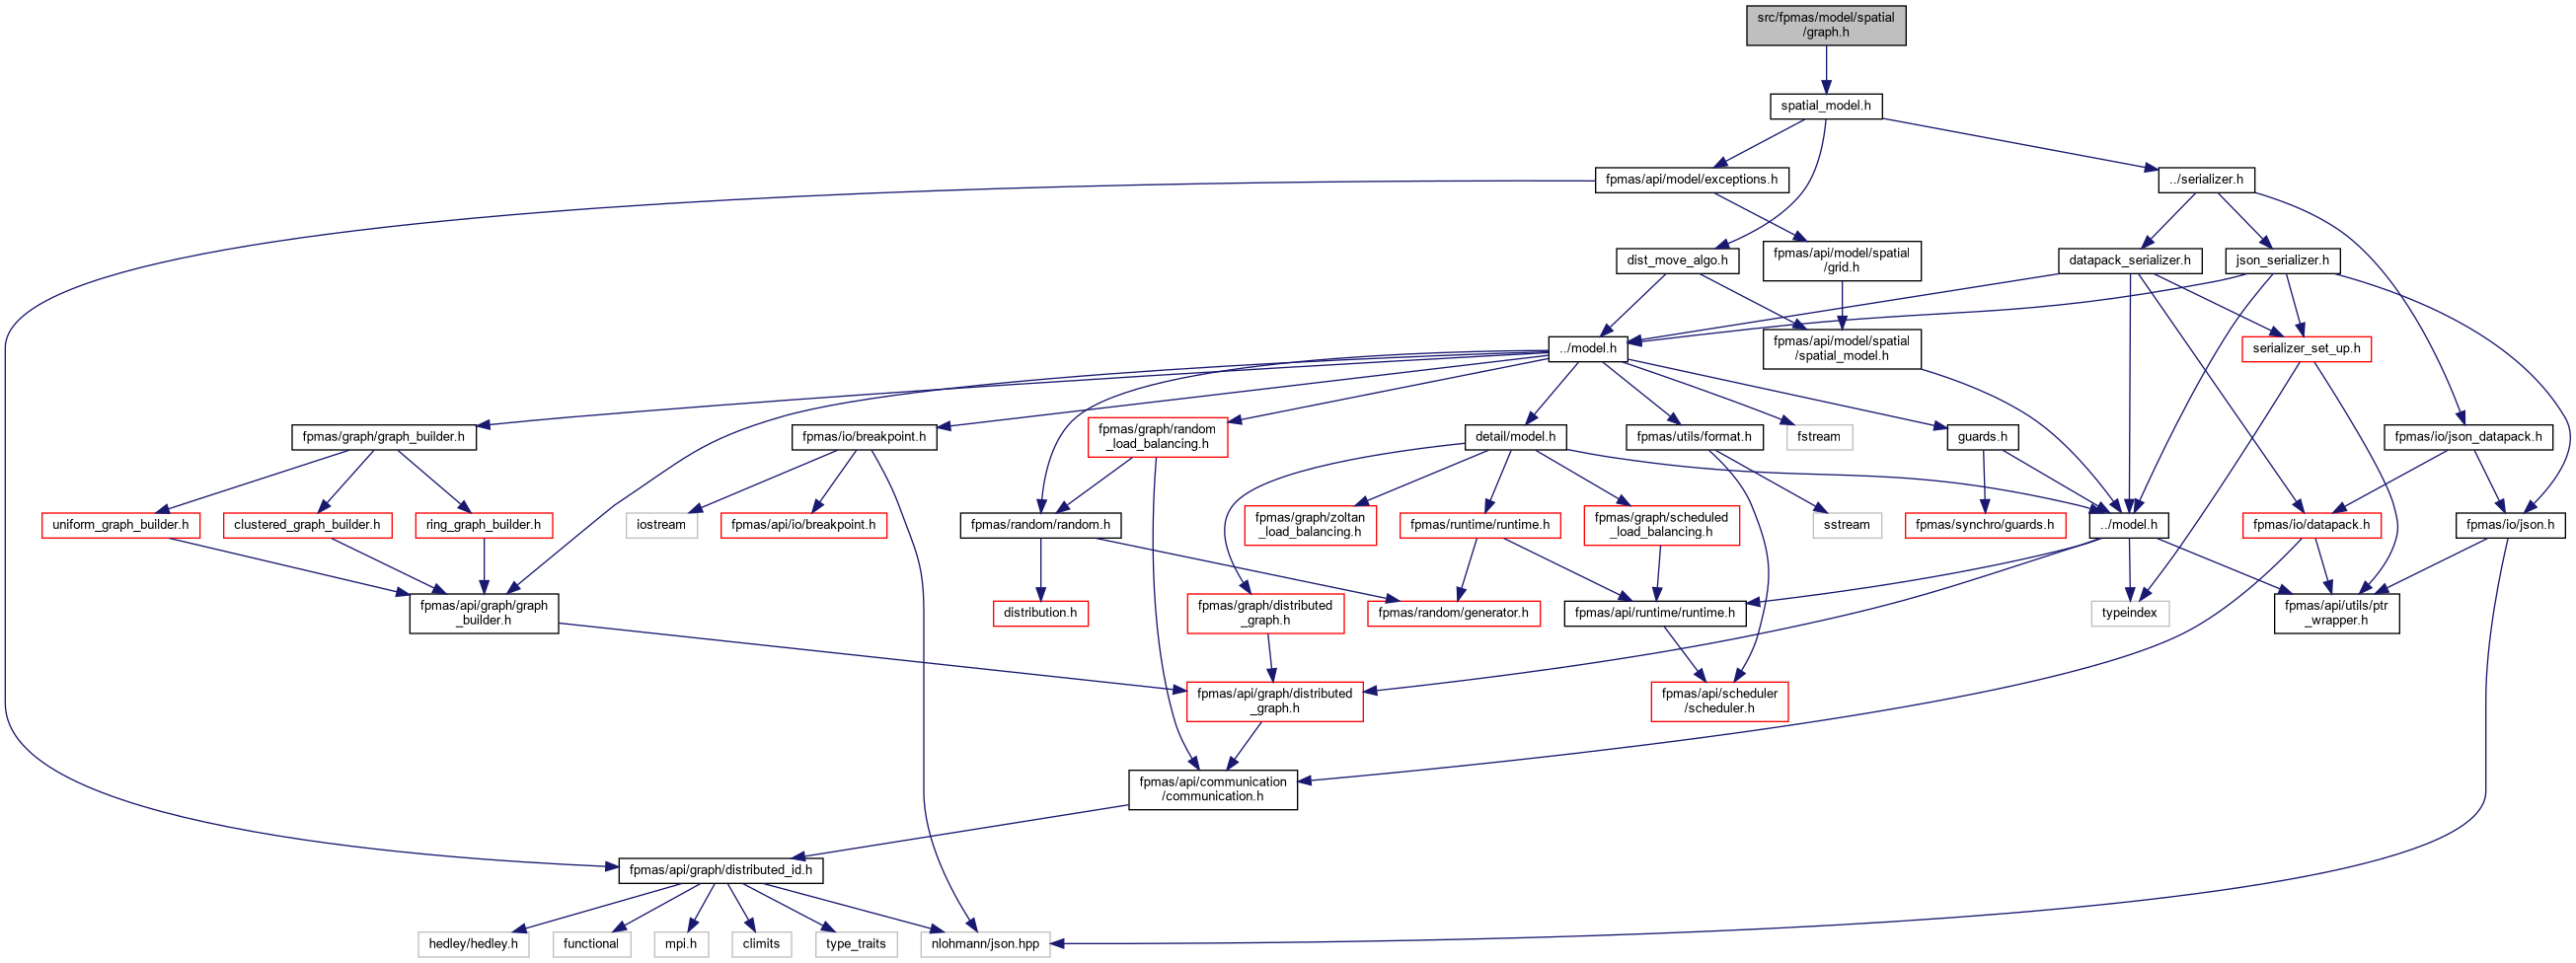 src/fpmas/model/spatial
/graph.h
spatial_model.h
fpmas/api/model/exceptions.h
../serializer.h
dist_move_algo.h
fpmas/api/model/spatial
/grid.h
datapack_serializer.h
json_serializer.h
../model.h
fpmas/api/model/spatial
/spatial_model.h
serializer_set_up.h
fpmas/graph/graph_builder.h
fpmas/io/breakpoint.h
fpmas/graph/random
_load_balancing.h
detail/model.h
fpmas/utils/format.h
fstream
guards.h
fpmas/io/json_datapack.h
uniform_graph_builder.h
clustered_graph_builder.h
ring_graph_builder.h
iostream
fpmas/api/io/breakpoint.h
fpmas/random/random.h
fpmas/graph/zoltan
_load_balancing.h
fpmas/runtime/runtime.h
fpmas/graph/scheduled
_load_balancing.h
sstream
fpmas/synchro/guards.h
../model.h
fpmas/io/datapack.h
fpmas/io/json.h
fpmas/api/graph/graph
_builder.h
distribution.h
fpmas/graph/distributed
_graph.h
fpmas/random/generator.h
fpmas/api/runtime/runtime.h
typeindex
fpmas/api/utils/ptr
_wrapper.h
fpmas/api/graph/distributed
_graph.h
fpmas/api/scheduler
/scheduler.h
fpmas/api/communication
/communication.h
fpmas/api/graph/distributed_id.h
hedley/hedley.h
functional
mpi.h
climits
type_traits
nlohmann/json.hpp